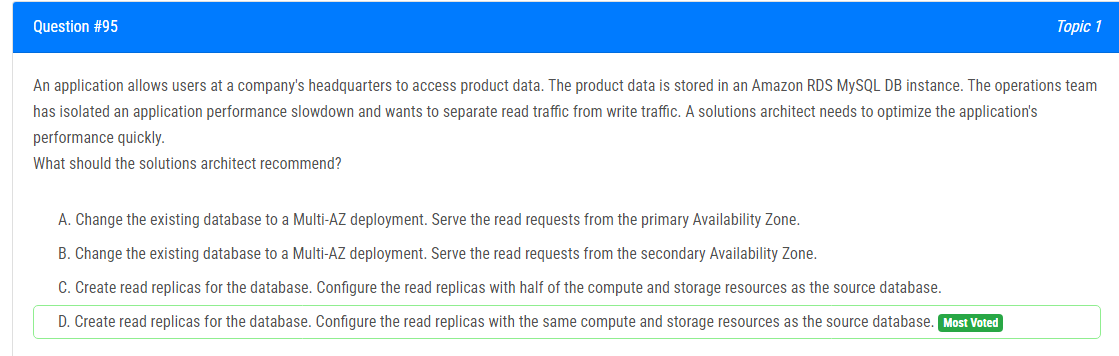 Question #95
Topic 1
An application allows users at a company's headquarters to access product data. The product data is stored in an Amazon RDS MySQL DB instance. The operations team
has isolated an application performance slowdown and wants to separate read traffic from write traffic. A solutions architect needs to optimize the application's
performance quickly.
What should the solutions architect recommend?
A. Change the existing database to a Multi-AZ deployment. Serve the read requests from the primary Availability Zone.
B. Change the existing database to a Multi-AZ deployment. Serve the read requests from the secondary Availability Zone.
C. Create read replicas for the database. Configure the read replicas with half of the compute and storage resources as the source database.
D. Create read replicas for the database. Configure the read replicas with the same compute and storage resources as the source database. Most Voted